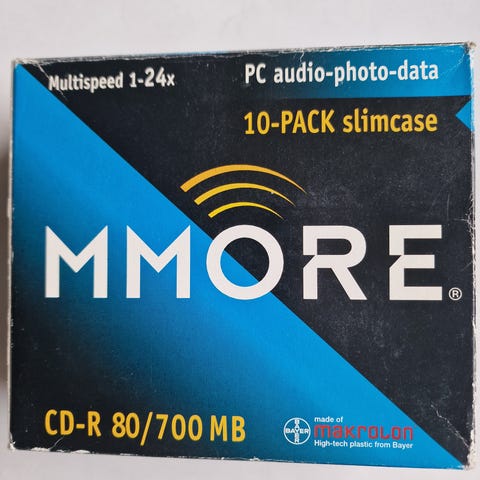 Multispeed 1-24x
PC audio-photo-data
10-PACK slimcase
MMORE®
CD-R 80/700 MB
BAYER
BAYER
made of
makrolon
High-tech plastic from Bayer